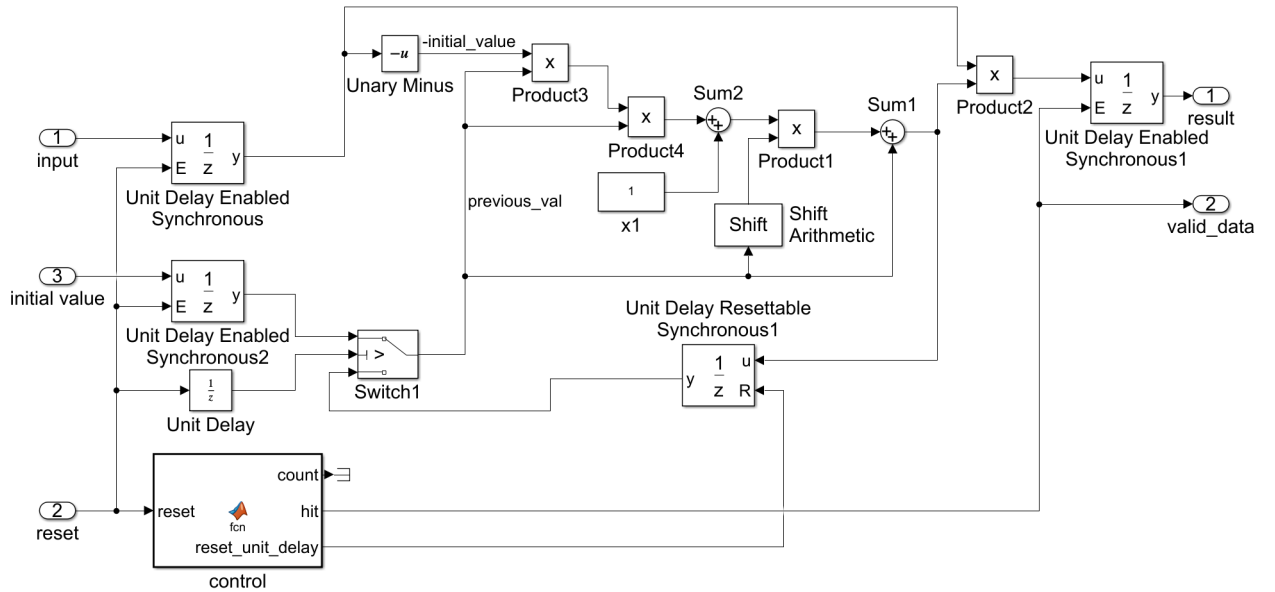 -u
-initial_value
Unary Minus
x
Product3
x
Product4
Sum2
++
x
Product1
Sum1
++
x
Product2
u 1
z y
E
1
result
Unit Delay Enabled
Synchronous1
1
input
u 1
z y
E
Unit Delay Enabled
Synchronous
1
x1
previous_val
Shift
Shift
Arithmetic
2
valid_data
3
initial value
u 1
z y
E
Unit Delay Enabled
Synchronous2
>
Switch1
1
z
Unit Delay
Unit Delay Resettable
Synchronous1
1 u
y z
R
2
reset
reset
fcn
count
hit
reset_unit_delay
control